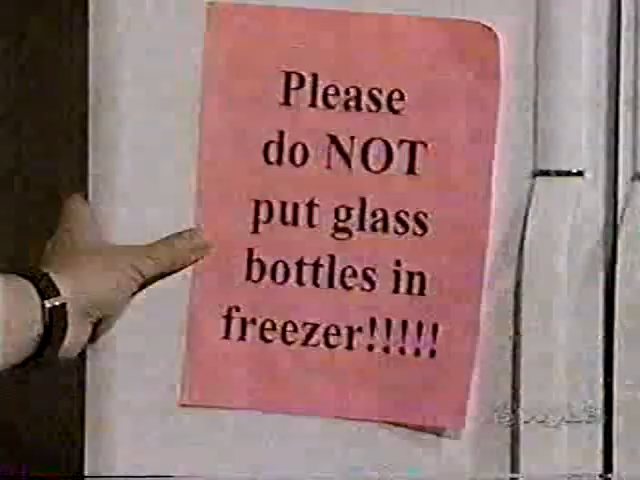 Please
do NOT
put glass
bottles in
freezer!!!!!